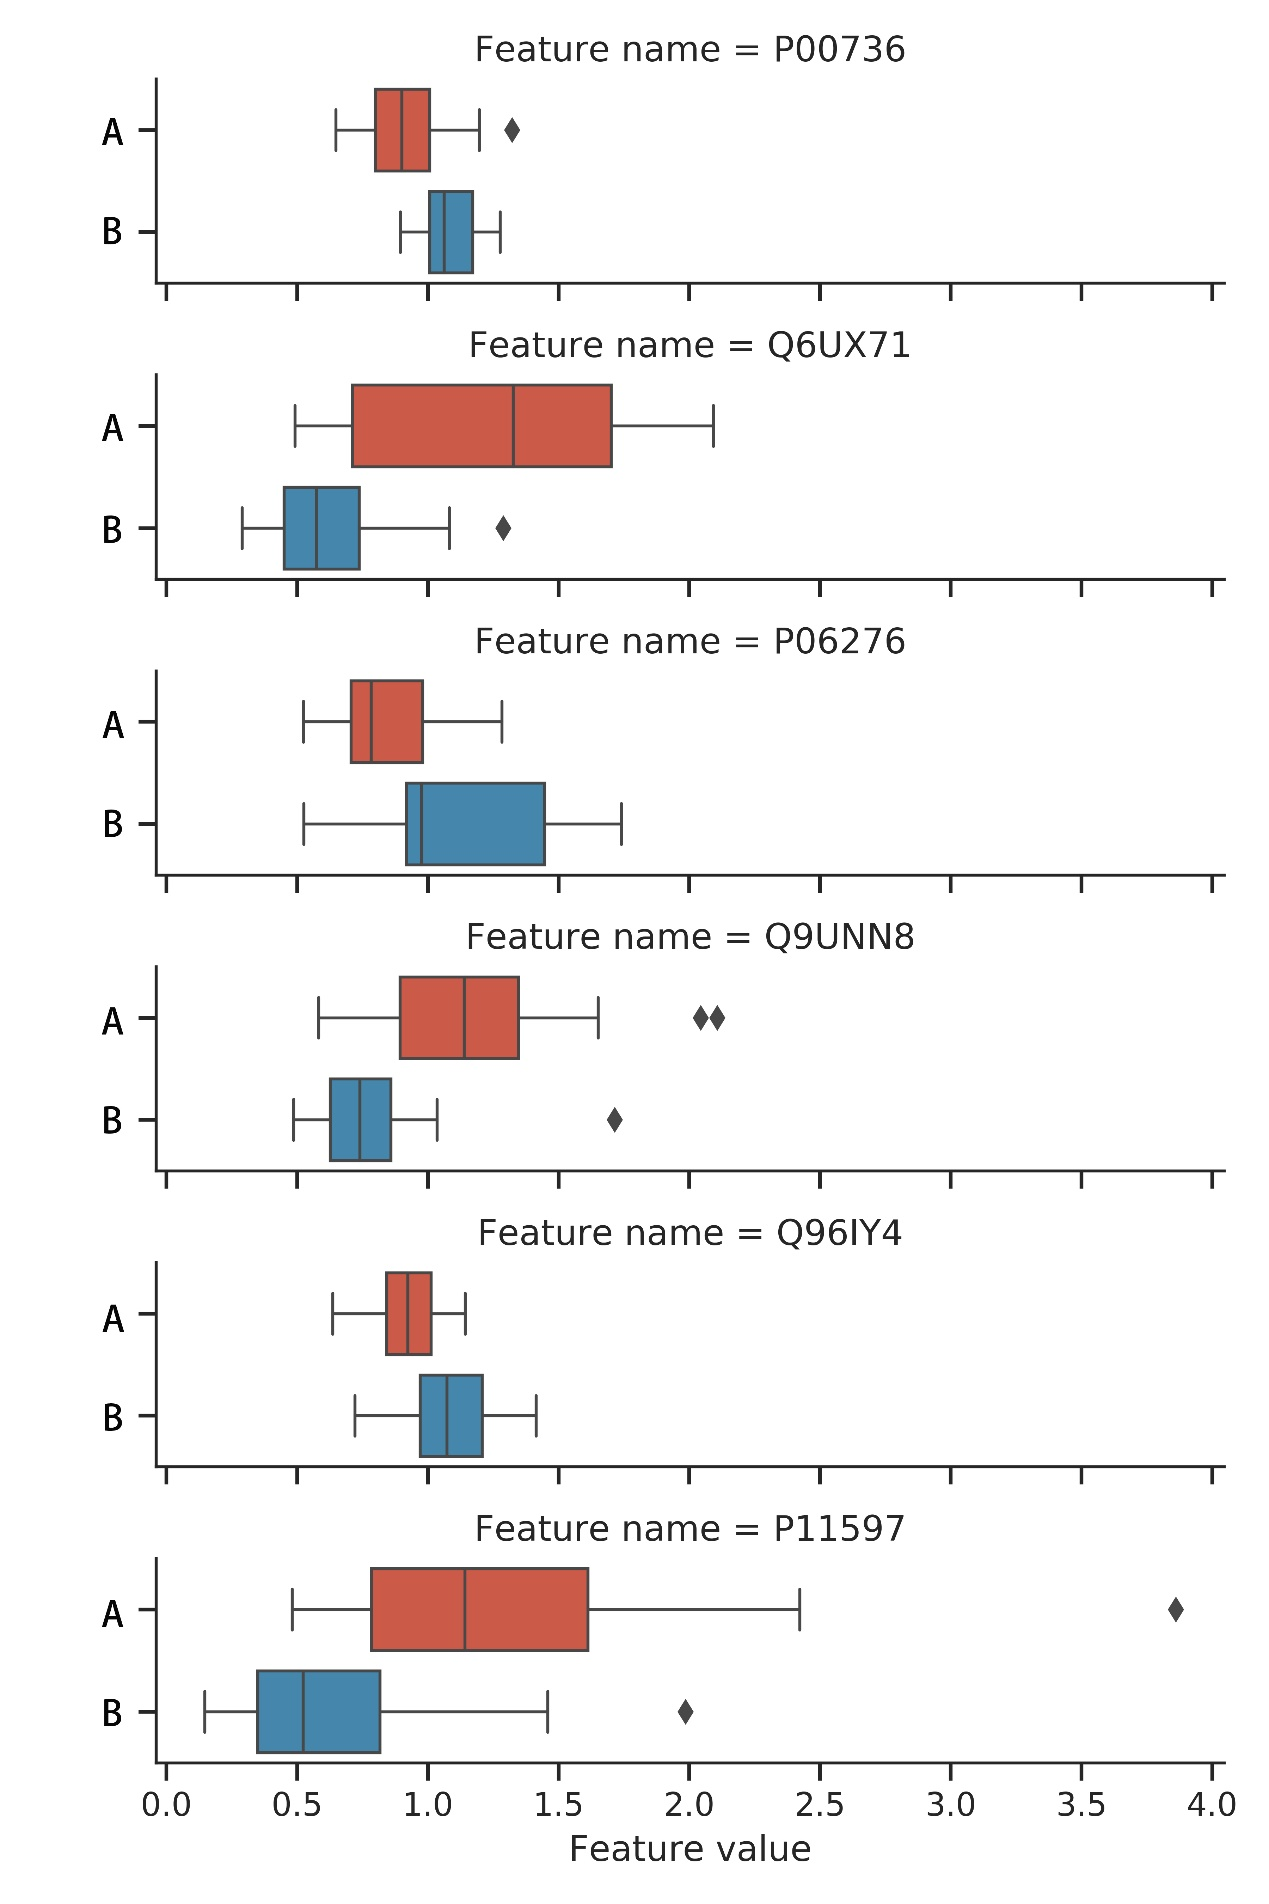 Feature name = P00736
A
B
Feature name = Q6UX71
A
B
Feature name = P06276
A
B
Feature name = Q9UNN8
A
B
Feature name = Q96IY4
A
B
Feature name = P11597
A
B
0.0 0.5 1.0 1.5 2.0 2.5 3.0 3.5 4.0
Feature value